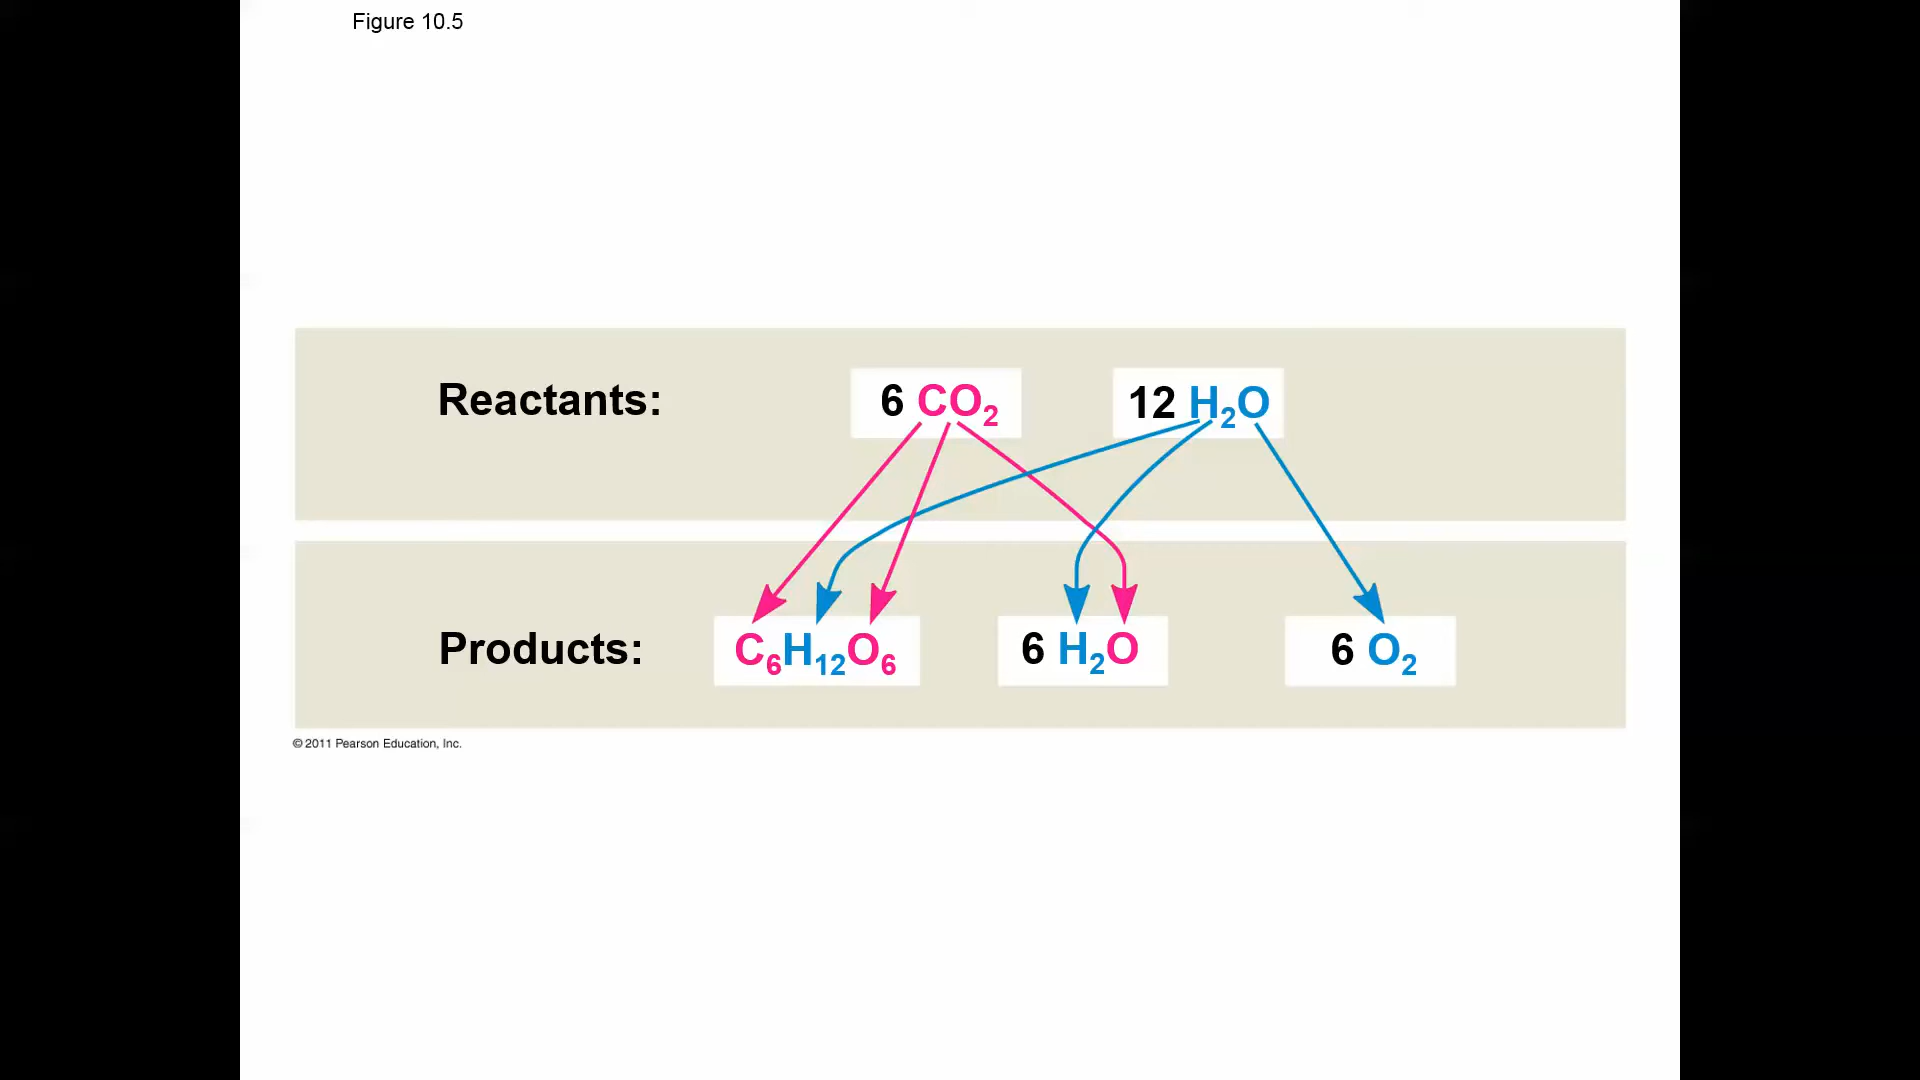 Figure 10.5
Reactants: 6 CO₂ 12 H₂O
Products: C₆H₁₂O₆ 6 H₂O 6 O₂
© 2011 Pearson Education, Inc.